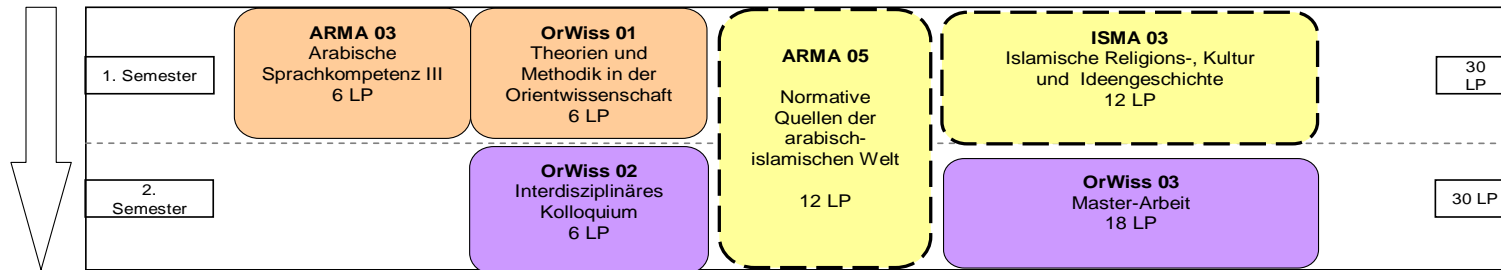 1. Semester
ARMA 03
Arabische
Sprachkompetenz III
6 LP
OrWiss 01
Theorien und
Methodik in der
Orientwissenschaft
6 LP
ARMA 05
Normative
Quellen der
arabisch-
islamischen Welt
12 LP
ISMA 03
Islamische Religions-, Kultur
und Ideengeschichte
12 LP
30
LP
2.
Semester
OrWiss 02
Interdisziplinäres
Kolloquium
6 LP
OrWiss 03
Master-Arbeit
18 LP
30 LP